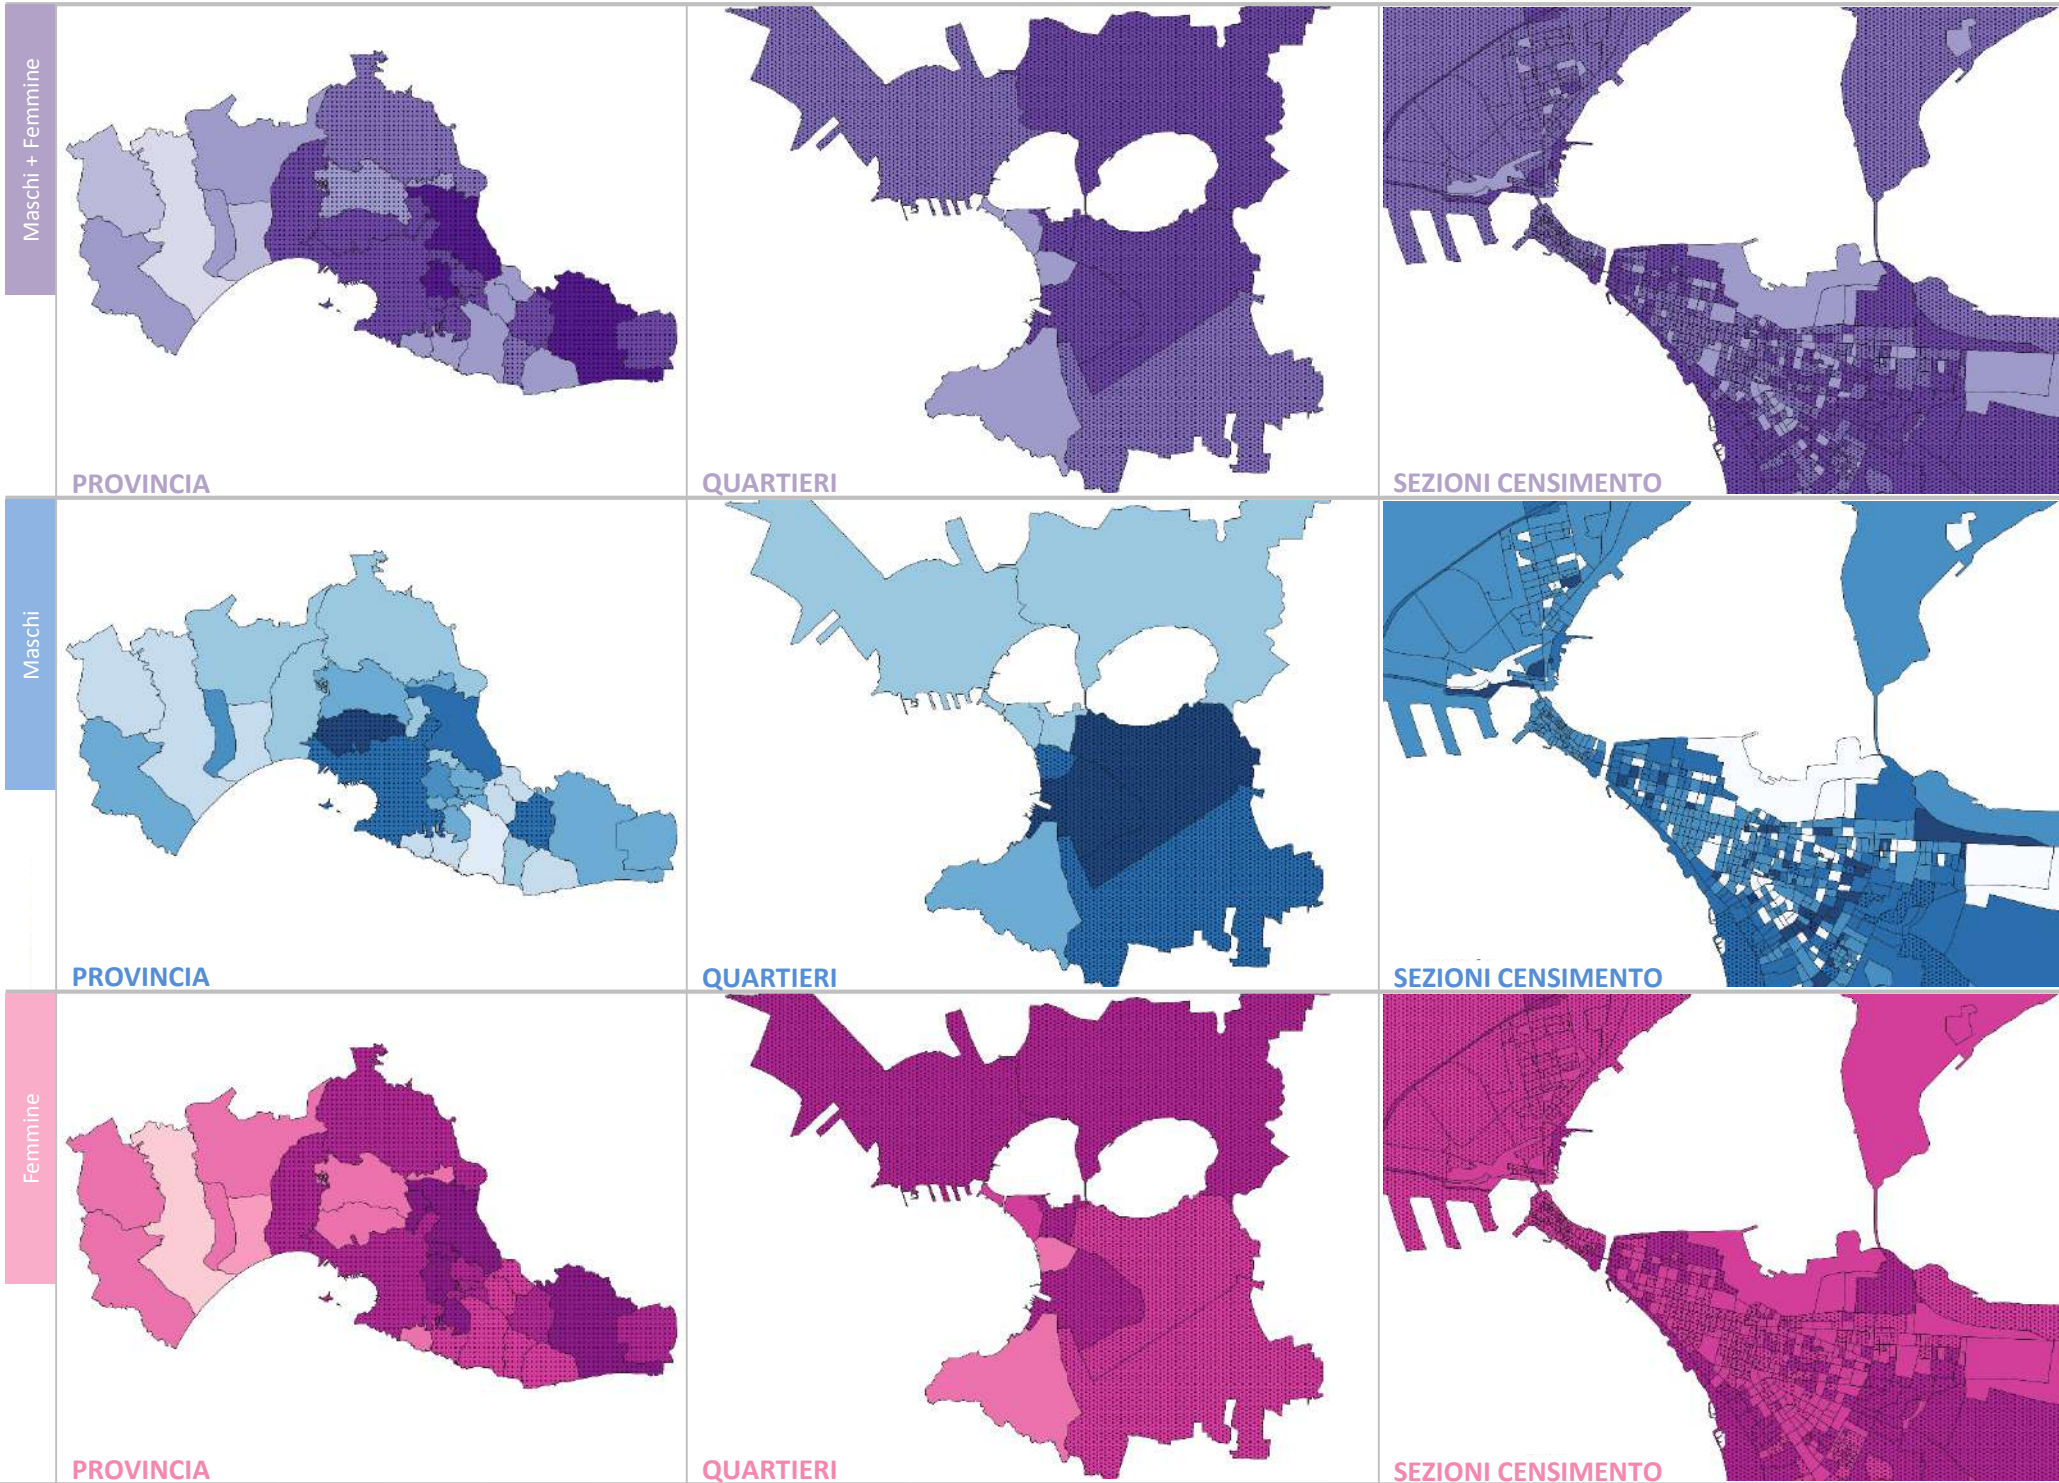 Maschi + Femmine
PROVINCIA
QUARTIERI
SEZIONI CENSIMENTO
Maschi
PROVINCIA
QUARTIERI
SEZIONI CENSIMENTO
Femmine
PROVINCIA
QUARTIERI
SEZIONI CENSIMENTO